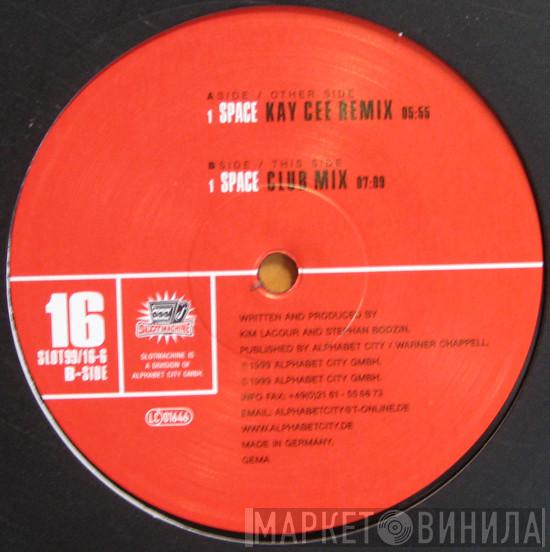 A SIDE / OTHER SIDE
1 SPACE KAY CEE REMIX 05:55
B SIDE / THIS SIDE
1 SPACE CLUB MIX 07:09
16
SLOT99/16-6
B-SIDE
SLOTMACHINE
SLOTMACHINE IS
A DIVISION OF
ALPHABET CITY GMBH.
LC 01646
WRITTEN AND PRODUCED BY
KIM LACOUR AND STEPHAN BODZIN.
PUBLISHED BY ALPHABET CITY / WARNER CHAPPELL.
℗1999 ALPHABET CITY GMBH.
©1999 ALPHABET CITY GMBH.
INFO FAX: +49(0)21 61 - 55 66 73
EMAIL: ALPHABETCITY@T-ONLINE.DE
WWW.ALPHABETCITY.DE
MADE IN GERMANY.
GEMA
МАРКЕТ ВИНИЛА